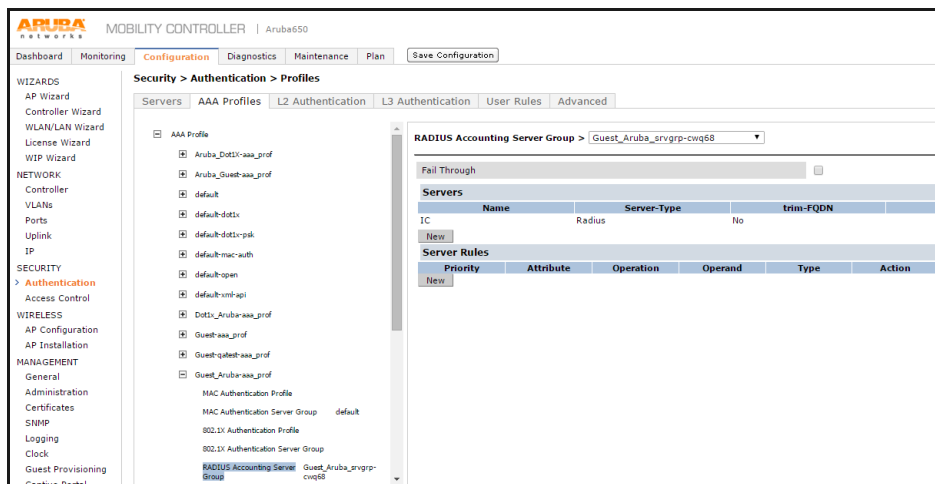 ARUBA networks MOBILITY CONTROLLER | Aruba650
Dashboard Monitoring Configuration Diagnostics Maintenance Plan Save Configuration
WIZARDS
AP Wizard
Controller Wizard
WLAN/LAN Wizard
License Wizard
WIP Wizard
NETWORK
Controller
VLANs
Ports
Uplink
IP
SECURITY
> Authentication
Access Control
WIRELESS
AP Configuration
AP Installation
MANAGEMENT
General
Administration
Certificates
SNMP
Logging
Clock
Guest Provisioning
Captive Portal
Security > Authentication > Profiles
Servers AAA Profiles L2 Authentication L3 Authentication User Rules Advanced
AAA Profile
Aruba_Dot1X-aaa_prof
Aruba_Guest-aaa_prof
default
default-dot1x
default-dot1x-psk
default-mac-auth
default-open
default-xml-api
Dot1x_Aruba-aaa_prof
Guest-aaa_prof
Guest-qatest-aaa_prof
Guest_Aruba-aaa_prof
MAC Authentication Profile
MAC Authentication Server Group default
802.1X Authentication Profile
802.1X Authentication Server Group
RADIUS Accounting Server Group Guest_Aruba_srvgrp-cwq68
RADIUS Accounting Server Group > Guest_Aruba_srvgrp-cwq68
Fail Through
Servers
Name Server-Type trim-FQDN
IC Radius No
New
Server Rules
Priority Attribute Operation Operand Type Action
New